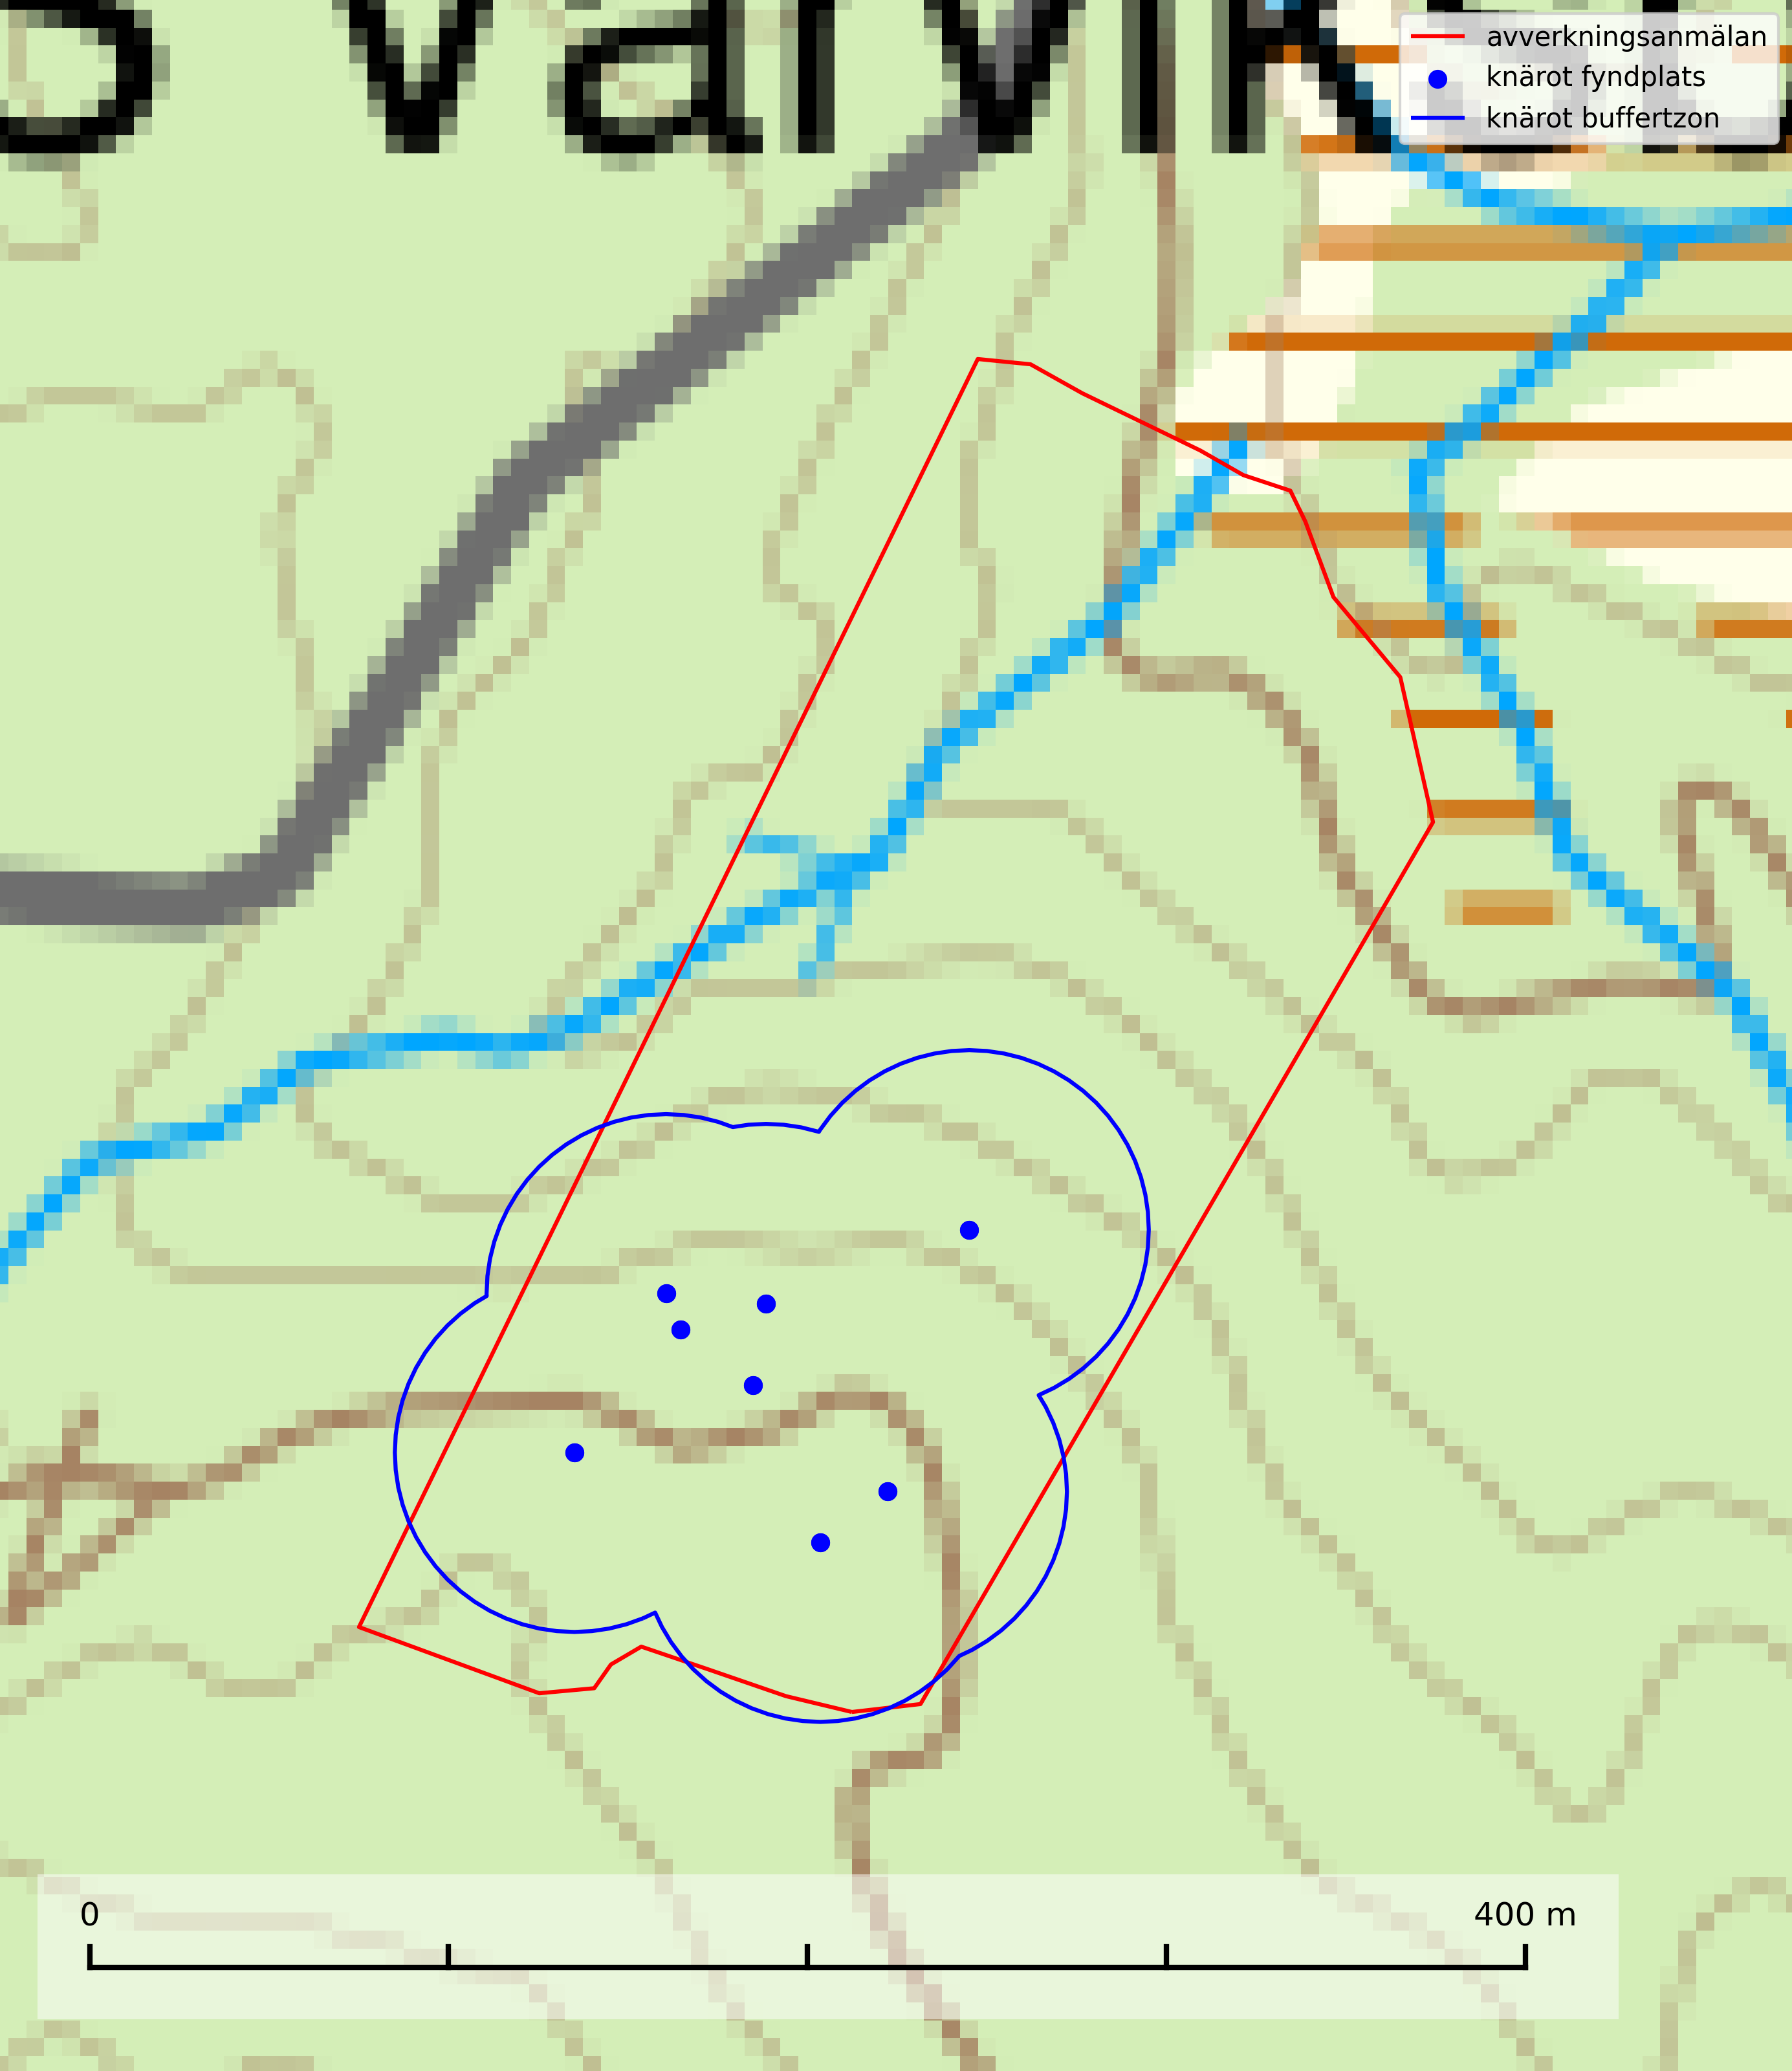 avverkningsanmälan
knärot fyndplats
knärot buffertzon
0 400 m